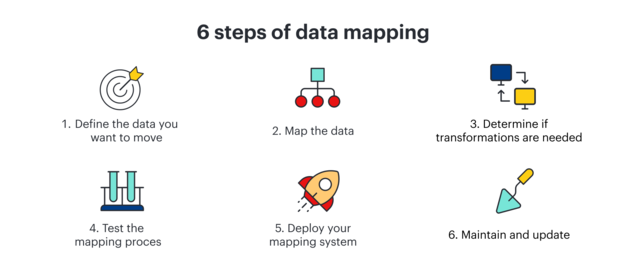 6 steps of data mapping
1. Define the data you
want to move
2. Map the data
3. Determine if
transformations are needed
4. Test the
mapping proces
5. Deploy your
mapping system
6. Maintain and update